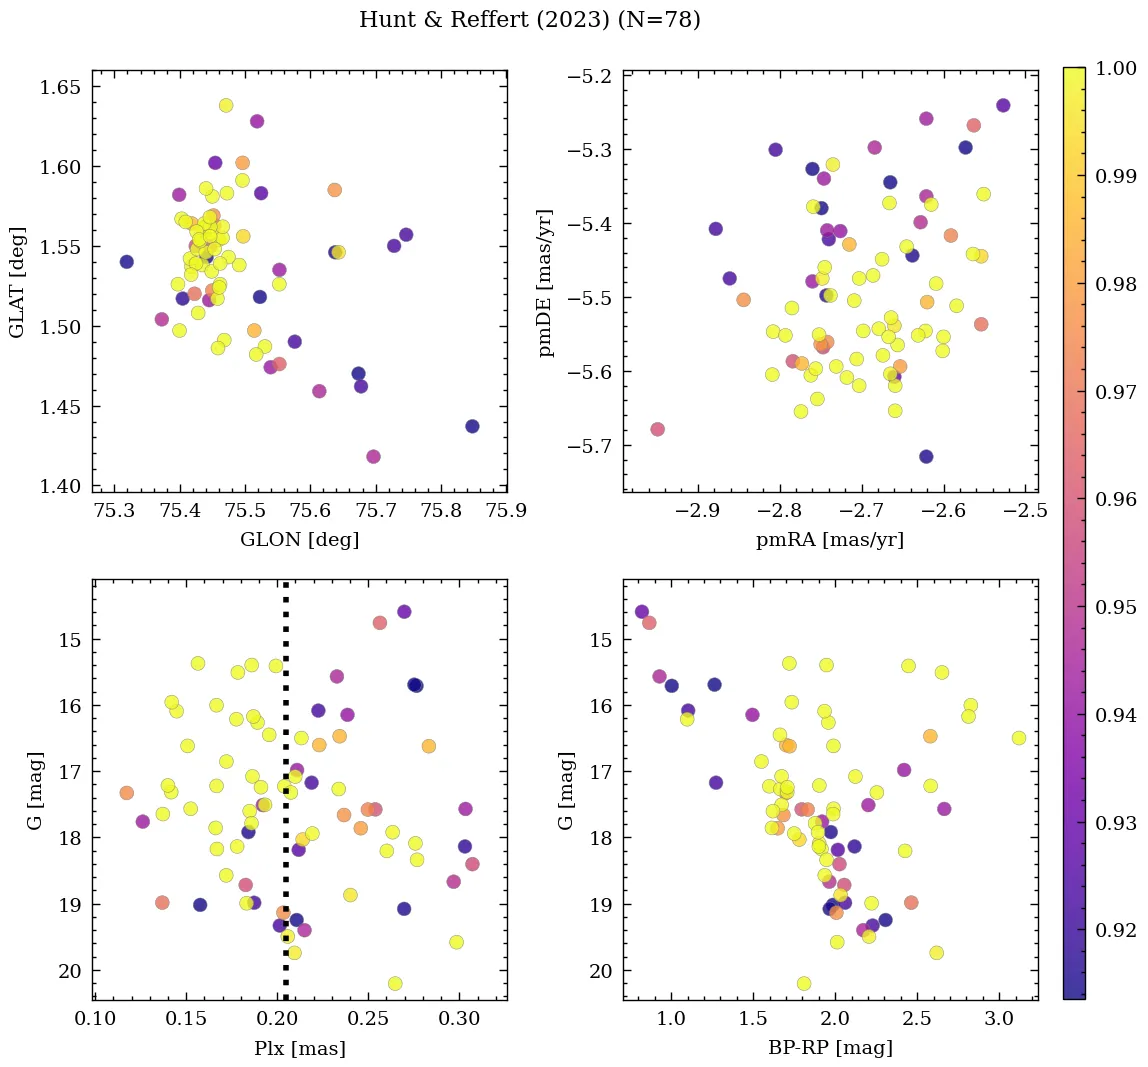 Hunt & Reffert (2023) (N=78)
1.65
1.60
1.55
1.50
1.45
1.40
GLAT [deg]
75.3 75.4 75.5 75.6 75.7 75.8 75.9
GLON [deg]
−5.2
−5.3
−5.4
−5.5
−5.6
−5.7
pmDE [mas/yr]
−2.9 −2.8 −2.7 −2.6 −2.5
pmRA [mas/yr]
15
16
17
18
19
20
G [mag]
0.10 0.15 0.20 0.25 0.30
Plx [mas]
15
16
17
18
19
20
G [mag]
1.0 1.5 2.0 2.5 3.0
BP-RP [mag]
1.00
0.99
0.98
0.97
0.96
0.95
0.94
0.93
0.92